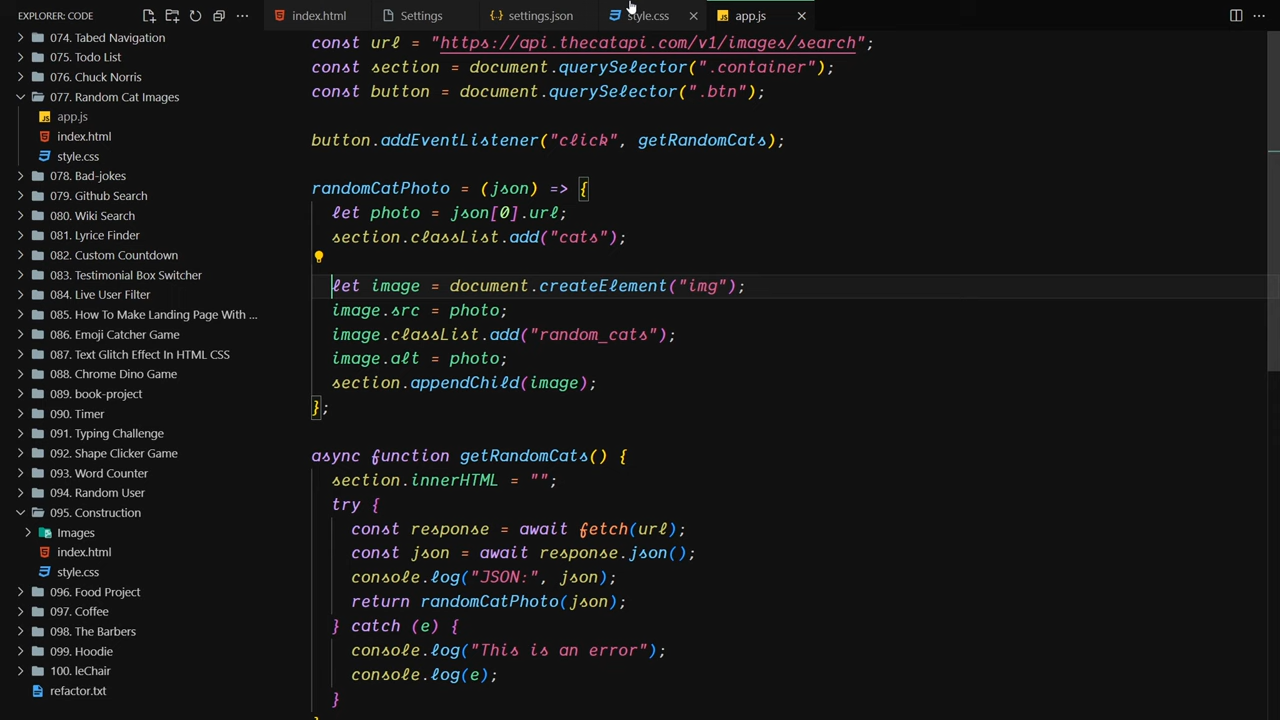 EXPLORER: CODE
index.html
Settings
settings.json
style.css
app.js
074. Tabed Navigation
075. Todo List
076. Chuck Norris
077. Random Cat Images
app.js
index.html
style.css
078. Bad-jokes
079. Github Search
080. Wiki Search
081. Lyrice Finder
082. Custom Countdown
083. Testimonial Box Switcher
084. Live User Filter
085. How To Make Landing Page With ...
086. Emoji Catcher Game
087. Text Glitch Effect In HTML CSS
088. Chrome Dino Game
089. book-project
090. Timer
091. Typing Challenge
092. Shape Clicker Game
093. Word Counter
094. Random User
095. Construction
Images
index.html
style.css
096. Food Project
097. Coffee
098. The Barbers
099. Hoodie
100. leChair
refactor.txt
const url = "https://api.thecatapi.com/v1/images/search";
const section = document.querySelector(".container");
const button = document.querySelector(".btn");
button.addEventListener("click", getRandomCats);
randomCatPhoto = (json) => {
let photo = json[0].url;
section.classList.add("cats");
let image = document.createElement("img");
image.src = photo;
image.classList.add("random_cats");
image.alt = photo;
section.appendChild(image);
};
async function getRandomCats() {
section.innerHTML = "";
try {
const response = await fetch(url);
const json = await response.json();
console.log("JSON:", json);
return randomCatPhoto(json);
} catch (e) {
console.log("This is an error");
console.log(e);
}